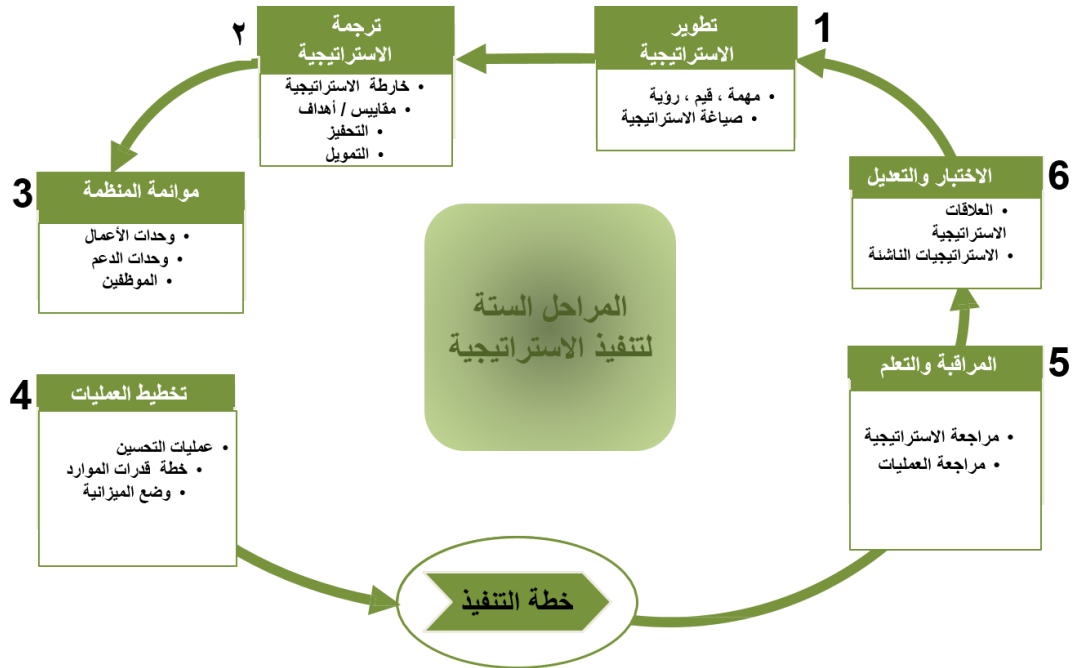 1
تطوير
الاستراتيجية
• مهمة ، قيم ، رؤية
• صياغة الاستراتيجية
٢
ترجمة
الاستراتيجية
• خارطة الاستراتيجية
• مقاييس / أهداف
• التحفيز
• التمويل
3
موائمة المنظمة
• وحدات الأعمال
• وحدات الدعم
• الموظفين
4
تخطيط العمليات
• عمليات التحسين
• خطة قدرات الموارد
• وضع الميزانية
خطة التنفيذ
5
المراقبة والتعلم
• مراجعة الاستراتيجية
• مراجعة العمليات
6
الاختبار والتعديل
• العلاقات
الاستراتيجية
• الاستراتيجيات الناشئة
المراحل الستة
لتنفيذ الاستراتيجية